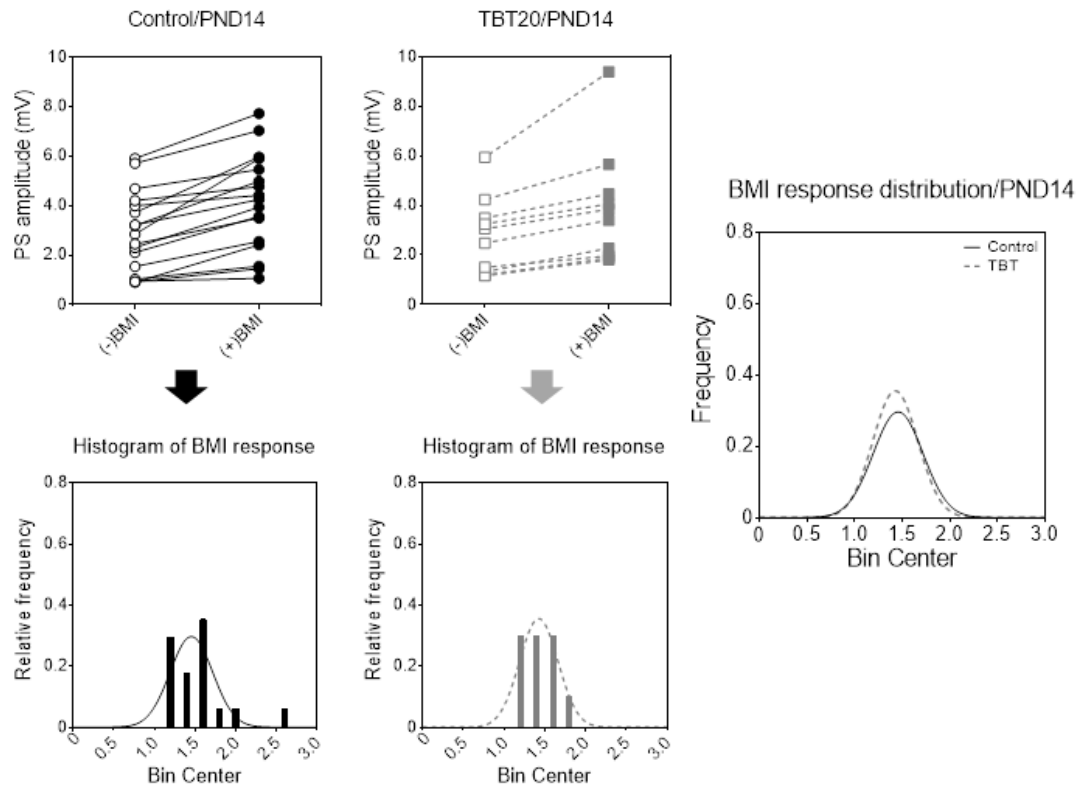 Control/PND14
PS amplitude (mV)
10
8.0
6.0
4.0
2.0
0
(-)BMI
(+)BMI
TBT20/PND14
PS amplitude (mV)
10
8.0
6.0
4.0
2.0
0
(-)BMI
(+)BMI
Histogram of BMI response
Relative frequency
0.8
0.6
0.4
0.2
0
0
0.5
1.0
1.5
2.0
2.5
3.0
Bin Center
Histogram of BMI response
Relative frequency
0.8
0.6
0.4
0.2
0
0
0.5
1.0
1.5
2.0
2.5
3.0
Bin Center
BMI response distribution/PND14
Frequency
0.8
0.6
0.4
0.2
0
Control
TBT
0
0.5
1.0
1.5
2.0
2.5
3.0
Bin Center